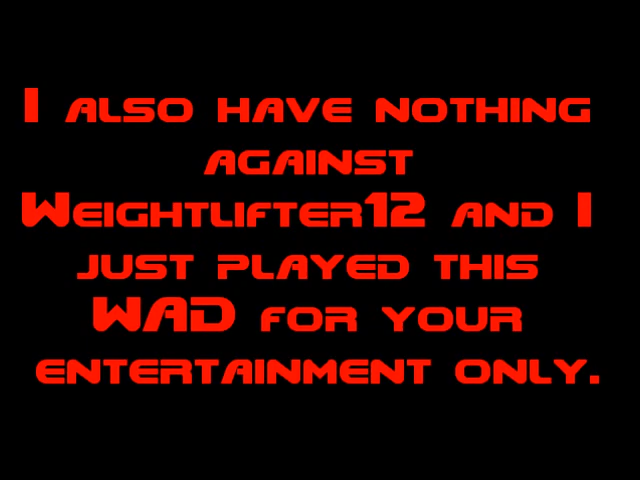 I also have nothing
against
Weightlifter12 and I
just played this
WAD for your
entertainment only.